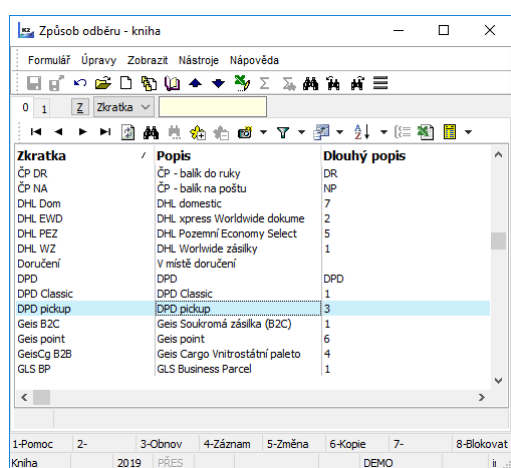 K2 Způsob odběru - kniha
Formulář Úpravy Zobrazit Nástroje Nápověda
0 1 Z Zkratka
Zkratka / Popis Dlouhý popis
ČP DR ČP - balík do ruky DR
ČP NA ČP - balík na poštu NP
DHL Dom DHL domestic 7
DHL EWD DHL xpress Worldwide dokume 2
DHL PEZ DHL Pozemní Economy Select 5
DHL WZ DHL Worlwide zásilky 1
Doručení V místě doručení
DPD DPD DPD
DPD Classic DPD Classic 1
DPD pickup DPD pickup 3
Geis B2C Geis Soukromá zásilka (B2C) 1
Geis point Geis point 6
GeisCg B2B Geis Cargo Vnitrostátní paleto 4
GLS BP GLS Business Parcel 1
1-Pomoc 2- 3-Obnov 4-Záznam 5-Změna 6-Kopie 7- 8-Blokovat
Kniha 2019 PŘES DEMO